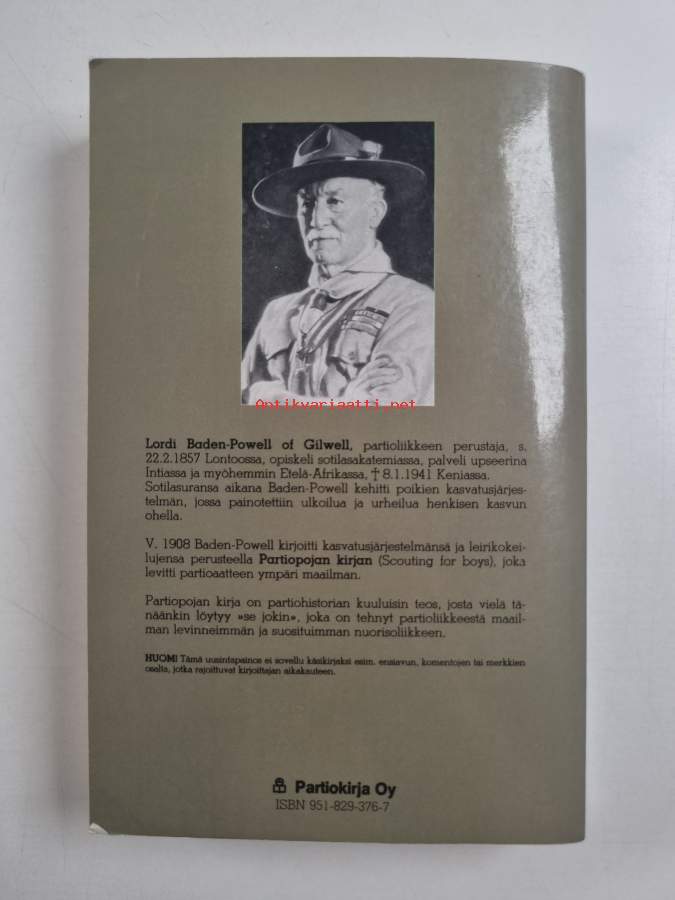 Antikvariaatti.net
Lordi Baden-Powell of Gilwell, partioliikkeen perustaja, s.
22.2.1857 Lontoossa, opiskeli sotilasakatemiassa, palveli upseerina
Intiassa ja myöhemmin Etelä-Afrikassa, † 8.1.1941 Keniassa.
Sotilasuransa aikana Baden-Powell kehitti poikien kasvatusjärjes-
telmän, jossa painotettiin ulkoilua ja urheilua henkisen kasvun
ohella.
V. 1908 Baden-Powell kirjoitti kasvatusjärjestelmänsä ja leirikokei-
lujensa perusteella Partiopojan kirjan (Scouting for boys), joka
levitti partioaatteen ympäri maailman.
Partiopojan kirja on partiohistorian kuuluisin teos, josta vielä tä-
näänkin löytyy »se jokin», joka on tehnyt partioliikkeestä maail-
man levinneimmän ja suosituimman nuorisoliikkeen.
HUOM! Tämä uusintapainos ei sovellu käsikirjaksi esim. ensiavun, komentojen tai merkkien
osalta, jotka rajoittuvat kirjoittajan aikakauteen.
Partiokirja Oy
ISBN 951-829-376-7